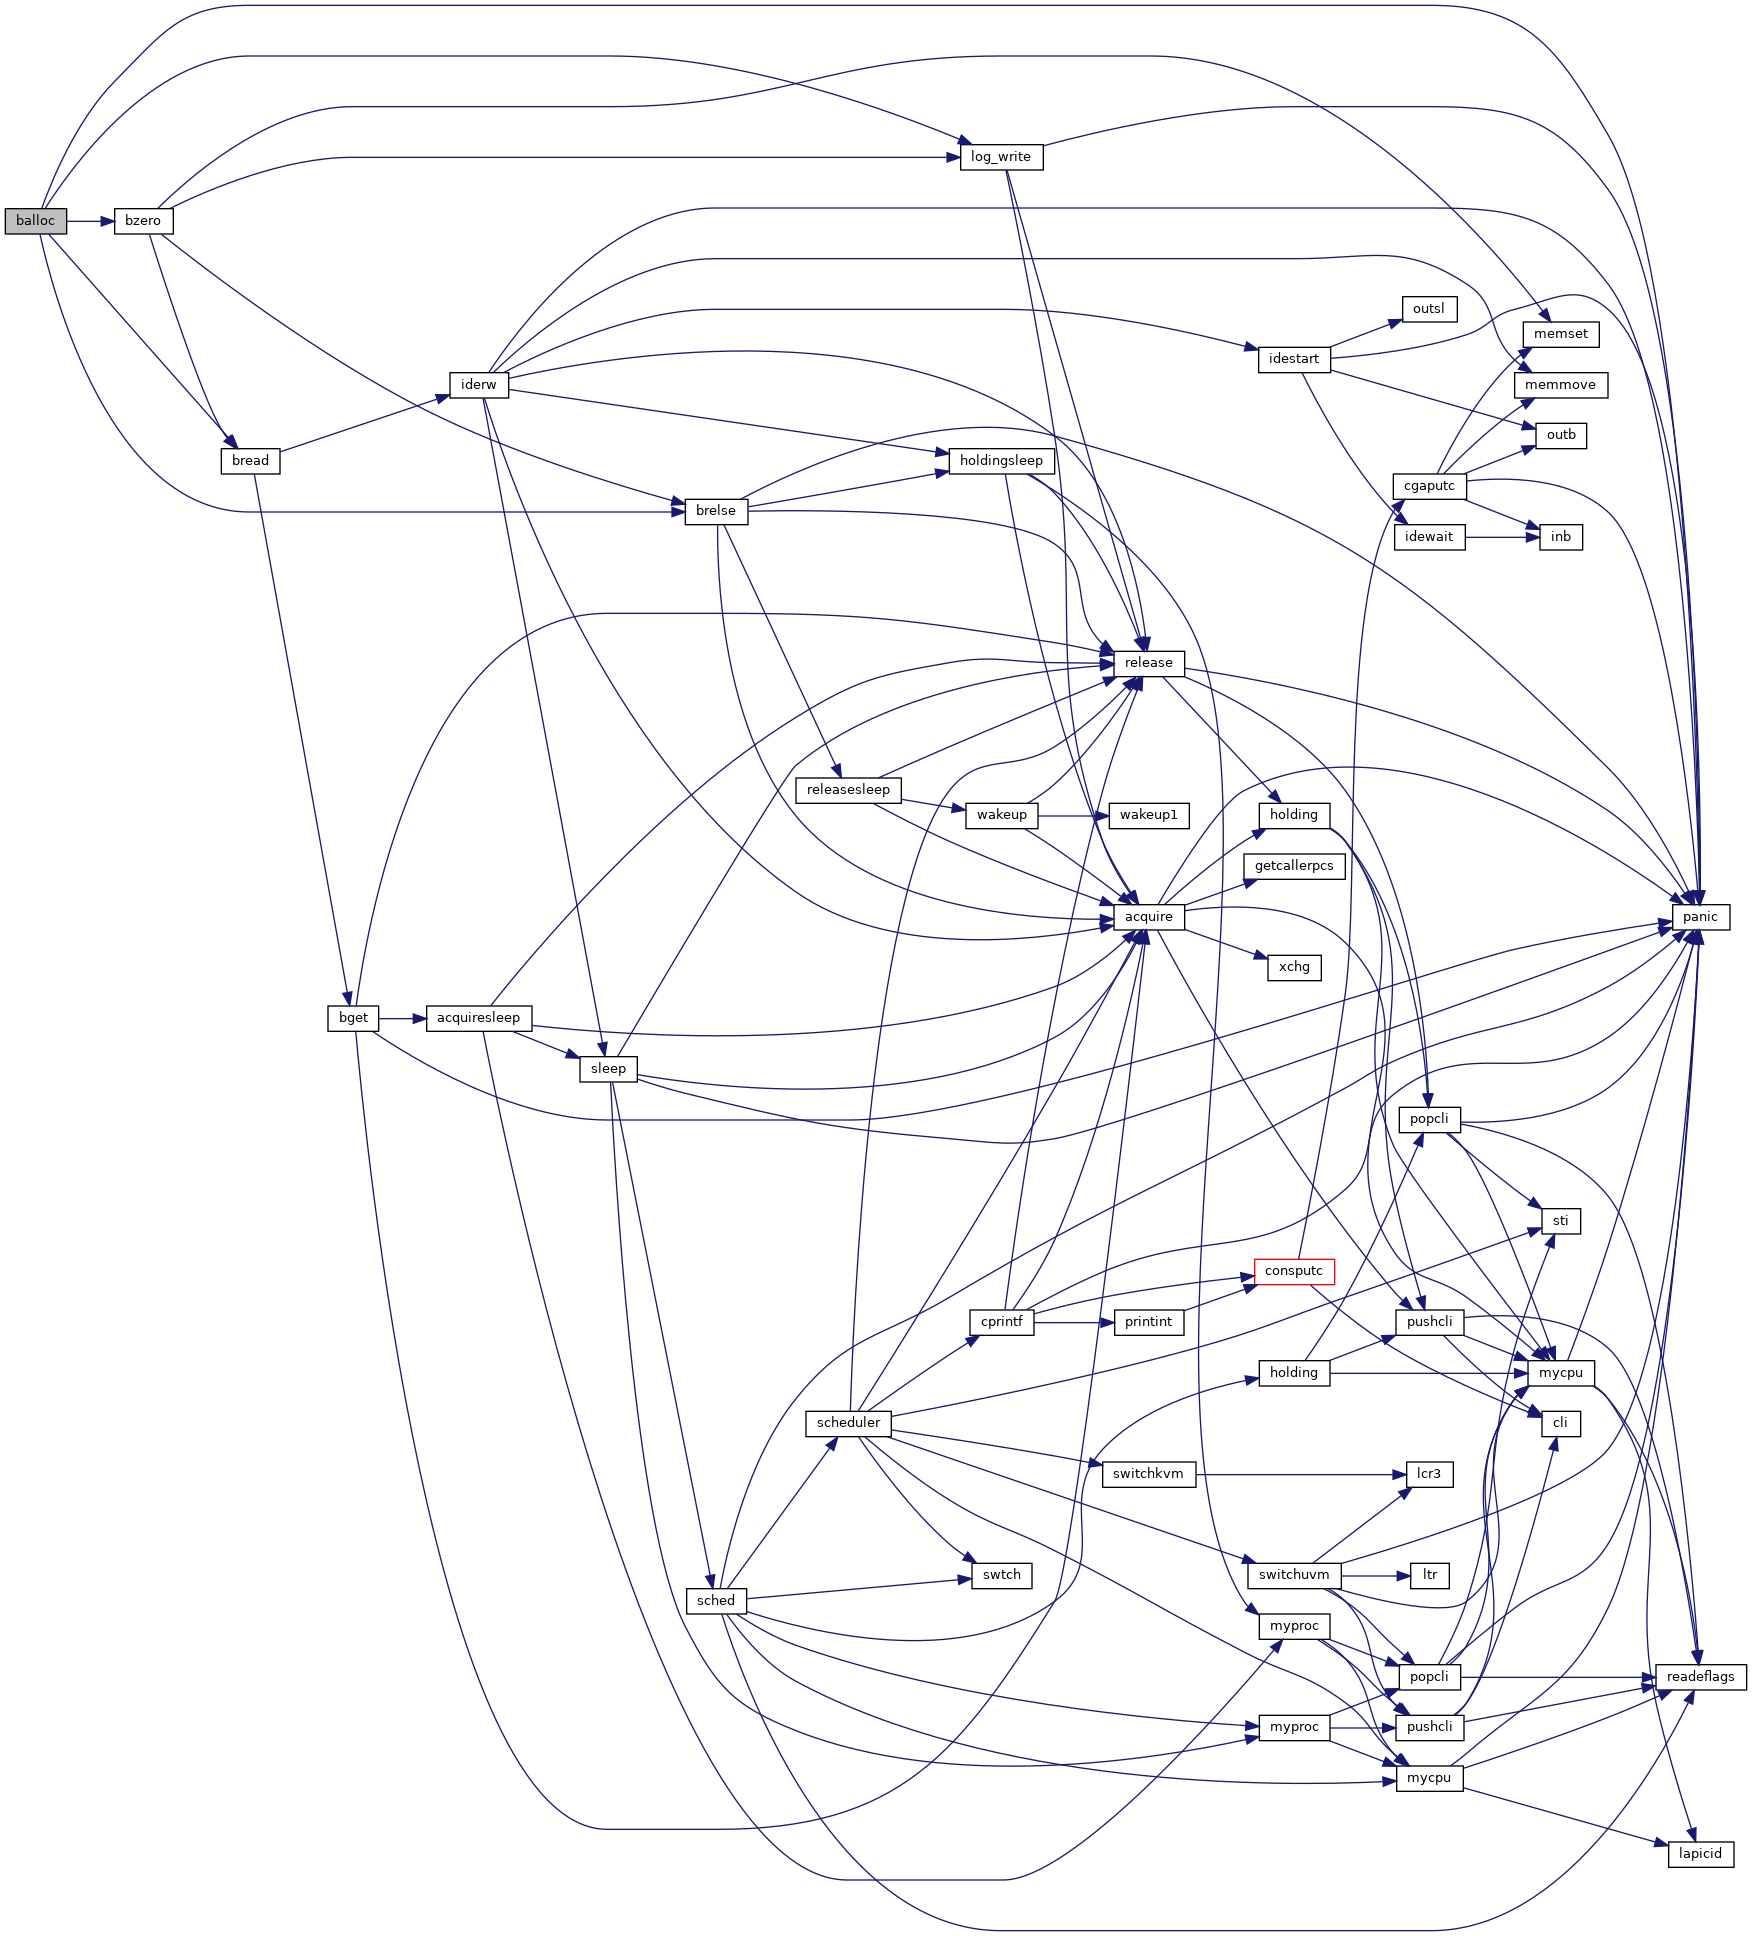 balloc
bzero
log_write
bread
iderw
brelse
holdingsleep
idestart
outsl
memset
memmove
outb
cgaputc
idewait
inb
release
releasesleep
wakeup
wakeup1
holding
getcallerpcs
acquire
panic
xchg
bget
acquiresleep
sleep
popcli
sti
consputc
cprintf
printint
pushcli
holding
mycpu
scheduler
cli
switchkvm
lcr3
sched
swtch
switchuvm
ltr
myproc
popcli
readeflags
myproc
pushcli
mycpu
lapicid